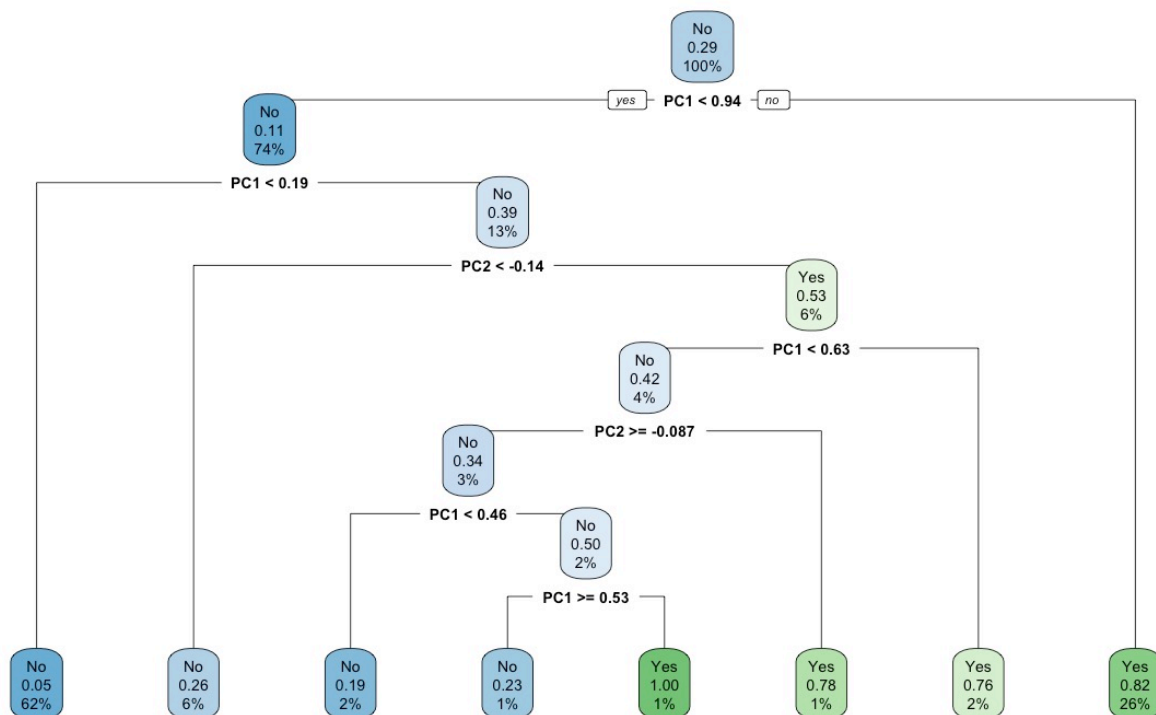 No
0.29
100%
yes PC1 < 0.94 no
No
0.11
74%
PC1 < 0.19
No
0.39
13%
PC2 < -0.14
Yes
0.53
6%
PC1 < 0.63
No
0.42
4%
PC2 >= -0.087
No
0.34
3%
PC1 < 0.46
No
0.50
2%
PC1 >= 0.53
No
0.05
62%
No
0.26
6%
No
0.19
2%
No
0.23
1%
Yes
1.00
1%
Yes
0.78
1%
Yes
0.76
2%
Yes
0.82
26%